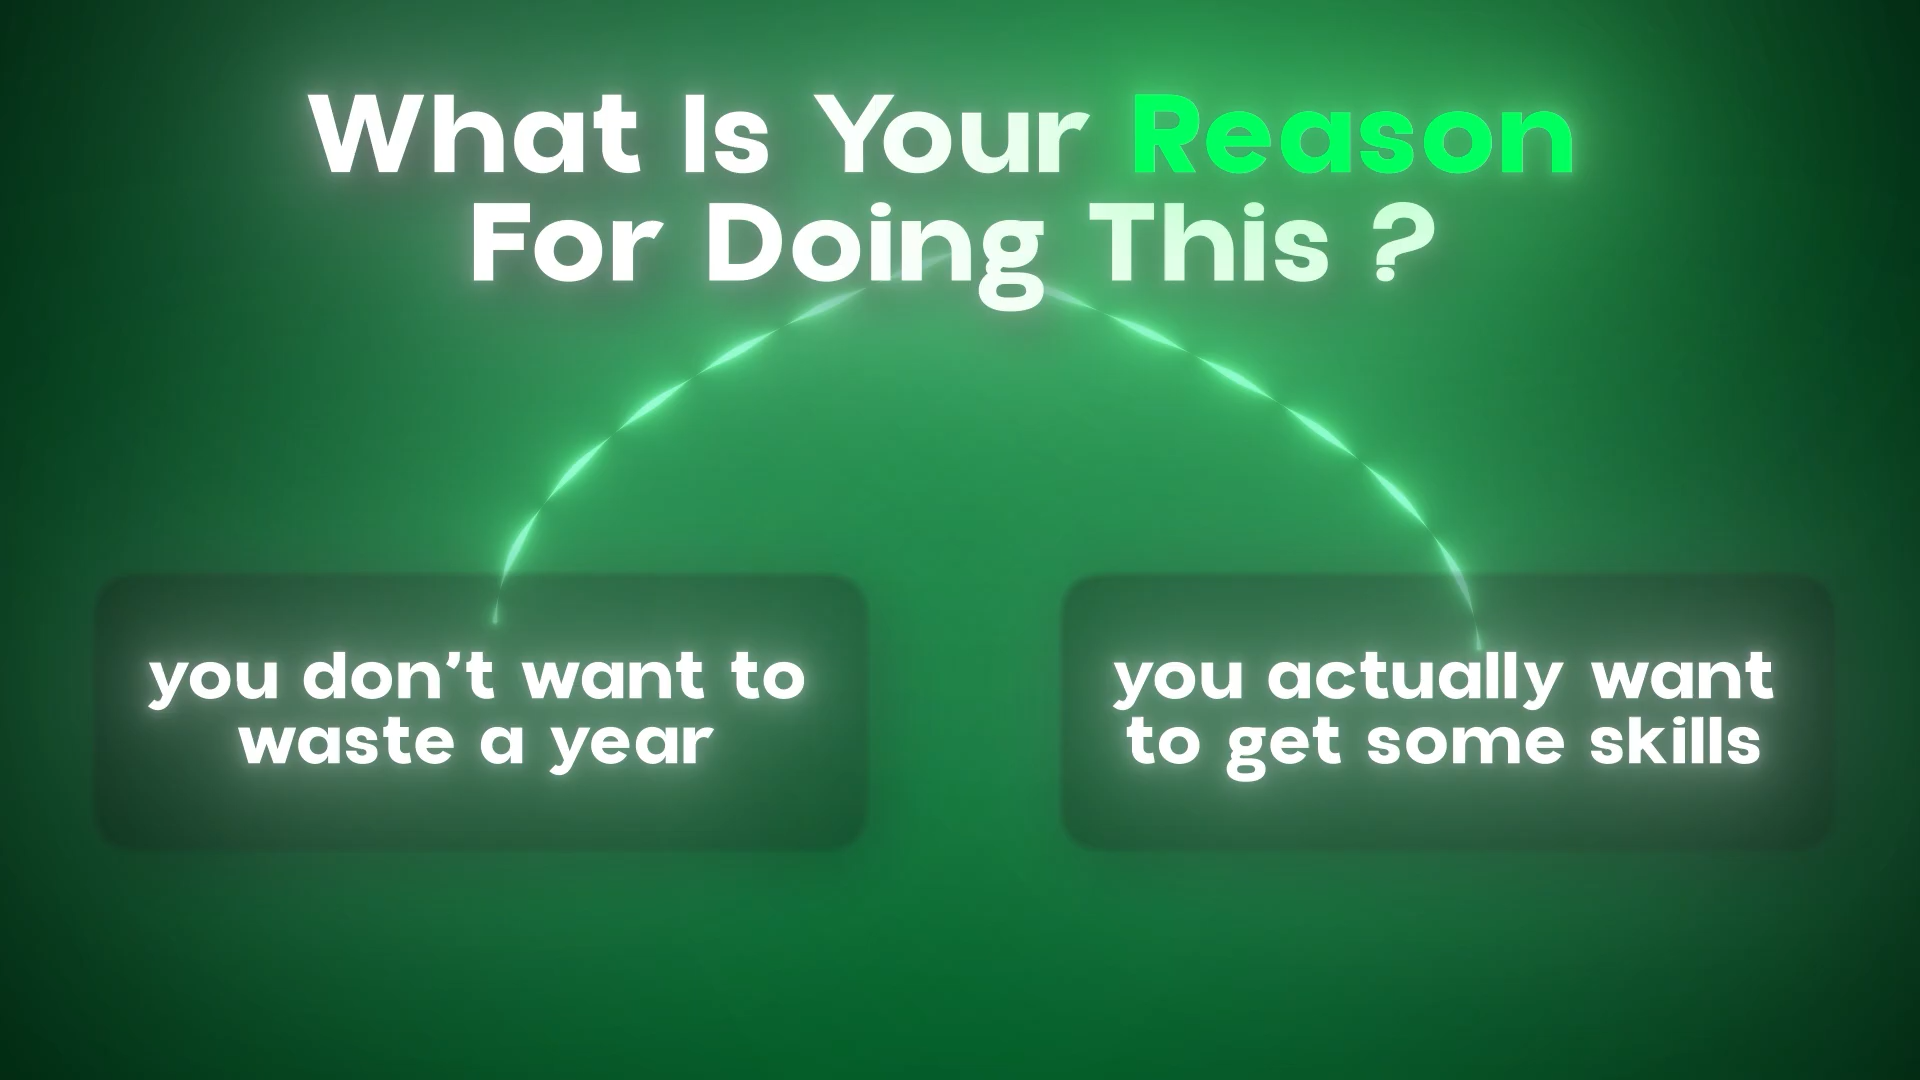 What Is Your Reason
For Doing This ?
you don't want to
waste a year
you actually want
to get some skills